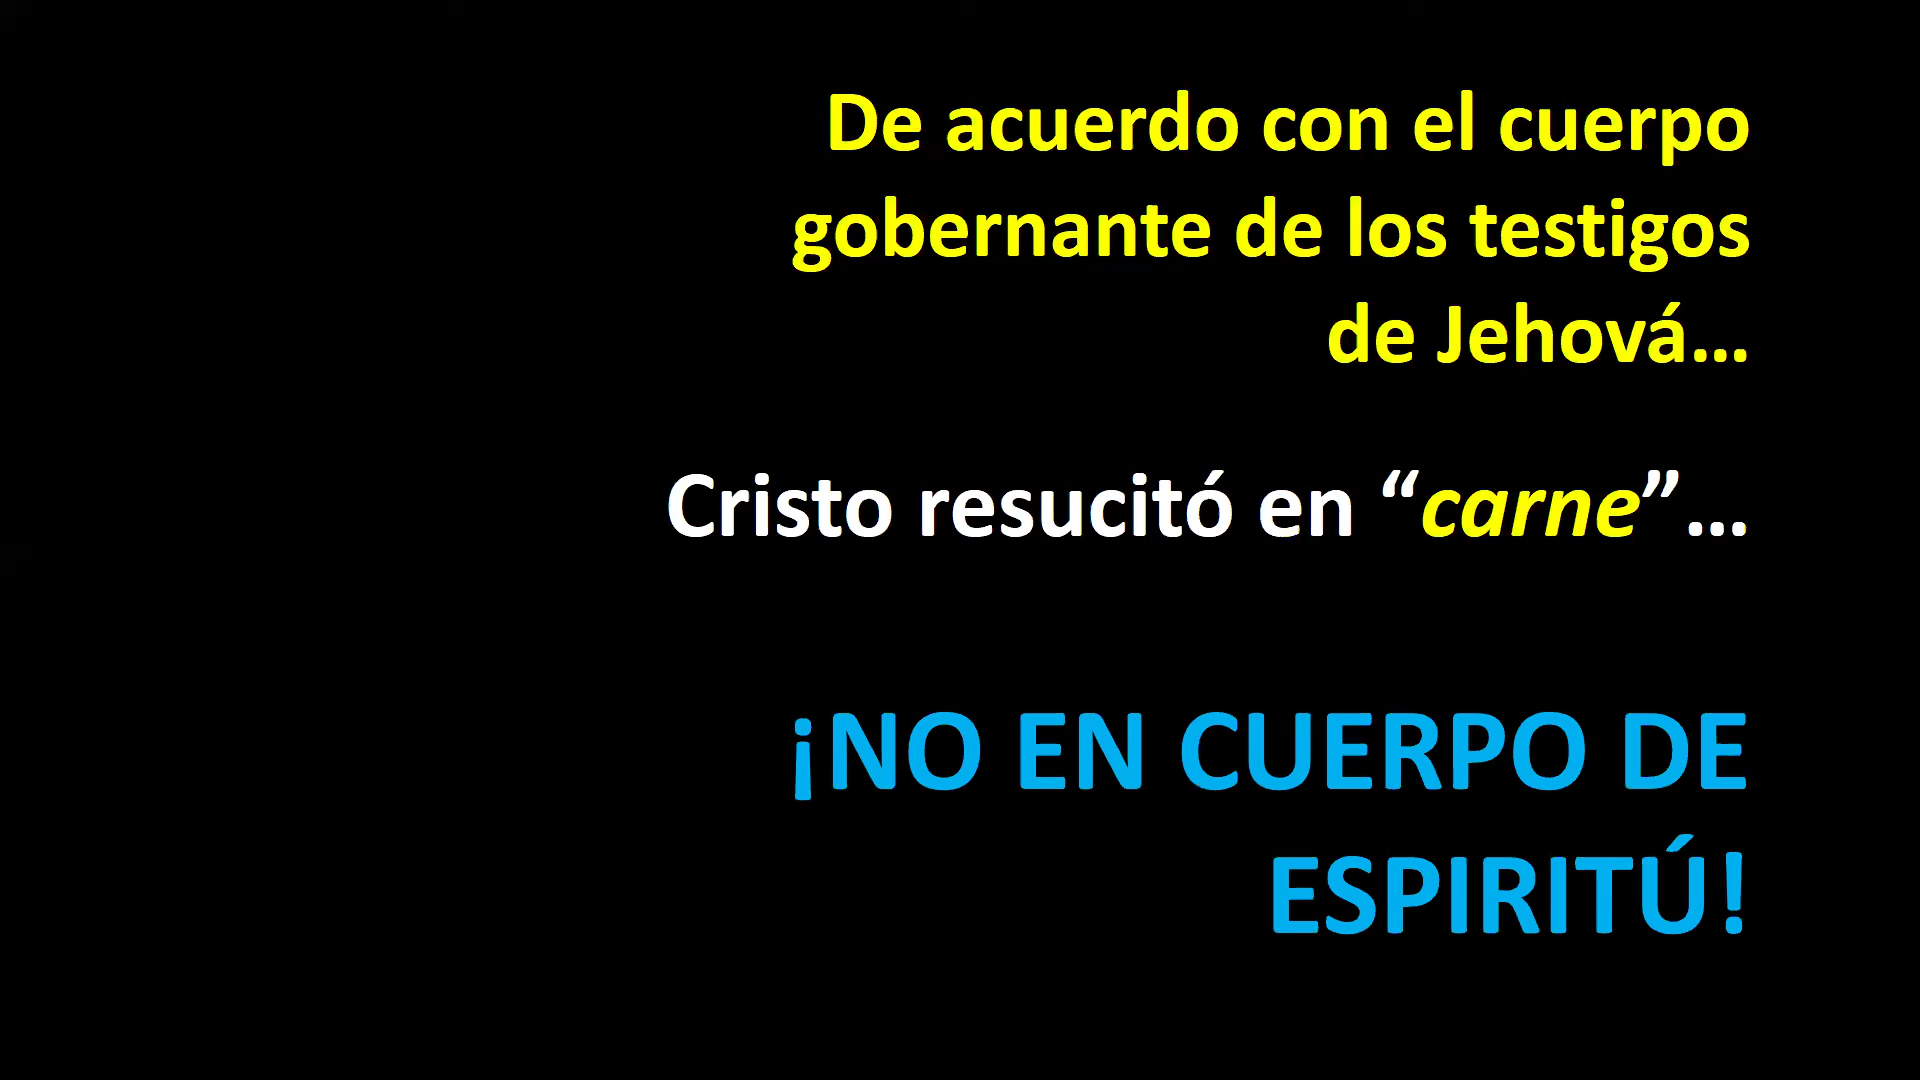 De acuerdo con el cuerpo
gobernante de los testigos
de Jehová…
Cristo resucitó en “carne”…
¡NO EN CUERPO DE
ESPIRITÚ!